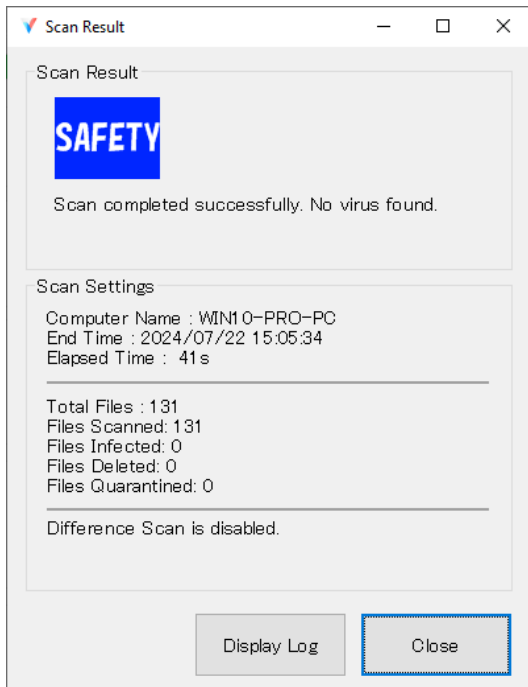 Scan Result
Scan Result
SAFETY
Scan completed successfully. No virus found.
Scan Settings
Computer Name : WIN10-PRO-PC
End Time : 2024/07/22 15:05:34
Elapsed Time :  41s
Total Files : 131
Files Scanned: 131
Files Infected: 0
Files Deleted: 0
Files Quarantined: 0
Difference Scan is disabled.
Display Log
Close